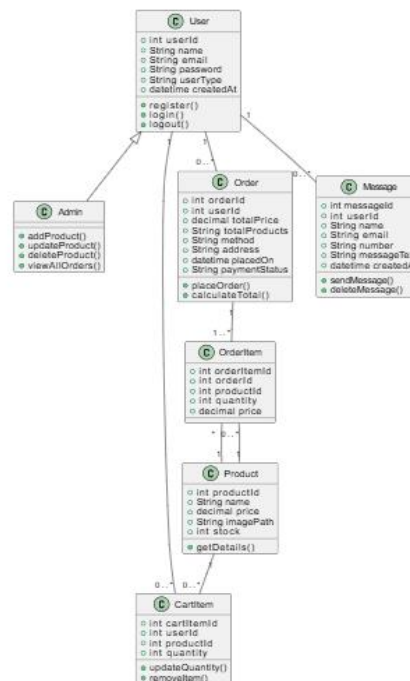 C User
int userId
String name
String email
String password
String userType
datetime createdAt
register()
login()
logout()
1
1
1
0..*
0..*
C Admin
addProduct()
updateProduct()
deleteProduct()
viewAllOrders()
C Order
int orderId
int userId
decimal totalPrice
String totalProducts
String method
String address
datetime placedOn
String paymentStatus
placeOrder()
calculateTotal()
C Message
int messageId
int userId
String name
String email
String number
String messageTe
datetime createdA
sendMessage()
deleteMessage()
1
1..*
C OrderItem
int orderItemId
int orderId
int productId
int quantity
decimal price
* 0..*
1 1
C Product
int productId
String name
decimal price
String imagePath
int stock
getDetails()
1
0..* 0..*
C CartItem
int cartItemId
int userId
int productId
int quantity
updateQuantity()
removeItem()